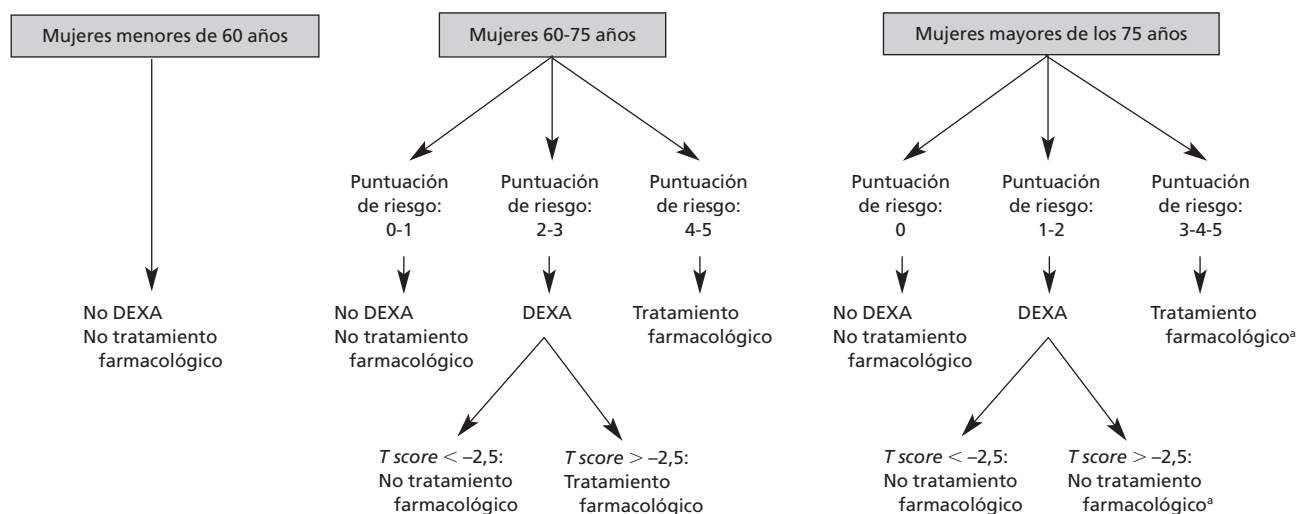 Mujeres menores de 60 años
Mujeres 60-75 años
Mujeres mayores de los 75 años
Puntuación
de riesgo:
0-1
Puntuación
de riesgo:
2-3
Puntuación
de riesgo:
4-5
Puntuación
de riesgo:
0
Puntuación
de riesgo:
1-2
Puntuación
de riesgo:
3-4-5
No DEXA
No tratamiento
farmacológico
No DEXA
No tratamiento
farmacológico
DEXA
Tratamiento
farmacológico
No DEXA
No tratamiento
farmacológico
DEXA
Tratamiento
farmacológicoᵃ
T score < –2,5:
No tratamiento
farmacológico
T score > –2,5:
Tratamiento
farmacológico
T score < –2,5:
No tratamiento
farmacológico
T score > –2,5:
No tratamiento
farmacológicoᵃ